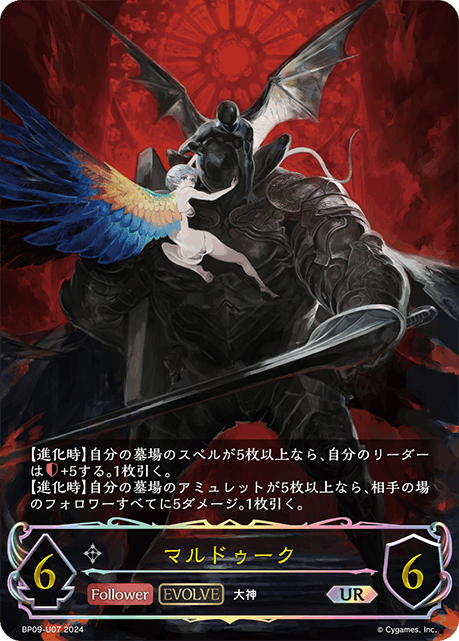 【進化時】自分の墓場のスペルが5枚以上なら、自分のリーダー
は+5する。1枚引く。
【進化時】自分の墓場のアミュレットが5枚以上なら、相手の場
のフォロワーすべてに5ダメージ。1枚引く。
6
マルドゥーク
6
Follower EVOLVE 大神 UR
BP09-U07 2024 © Cygames, Inc.